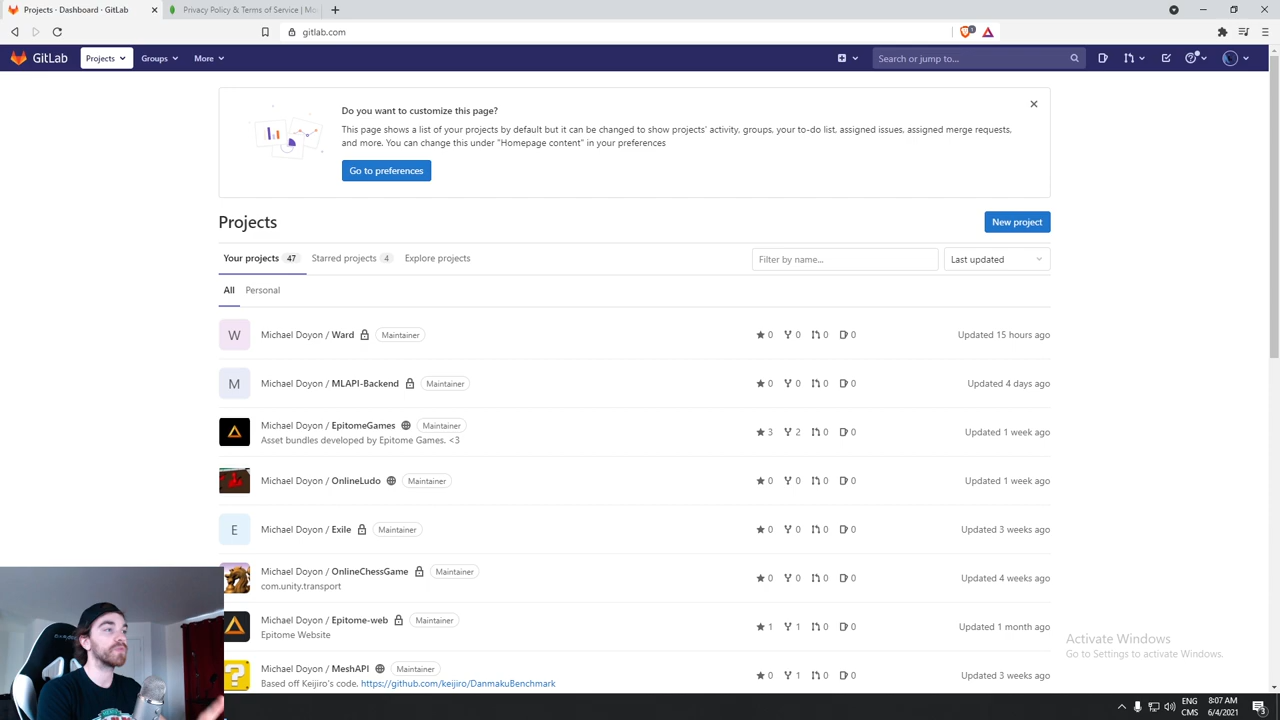 Projects · Dashboard · GitLab
Privacy Policy & Terms of Service | Mo
gitlab.com
1
GitLab
Projects
Groups
More
Search or jump to...
Do you want to customize this page?
This page shows a list of your projects by default but it can be changed to show projects' activity, groups, your to-do list, assigned issues, assigned merge requests,
and more. You can change this under "Homepage content" in your preferences
Go to preferences
Projects
New project
Your projects 47
Starred projects 4
Explore projects
Filter by name...
Last updated
All
Personal
W
Michael Doyon / Ward
Maintainer
0 0 0 0
Updated 15 hours ago
M
Michael Doyon / MLAPI-Backend
Maintainer
0 0 0 0
Updated 4 days ago
Michael Doyon / EpitomeGames
Maintainer
Asset bundles developed by Epitome Games. <3
3 2 0 0
Updated 1 week ago
Michael Doyon / OnlineLudo
Maintainer
0 0 0 0
Updated 1 week ago
E
Michael Doyon / Exile
Maintainer
0 0 0 0
Updated 3 weeks ago
Michael Doyon / OnlineChessGame
Maintainer
com.unity.transport
0 0 0 0
Updated 4 weeks ago
Michael Doyon / Epitome-web
Maintainer
Epitome Website
1 1 0 0
Updated 1 month ago
?
Michael Doyon / MeshAPI
Maintainer
Based off Keijiro's code. https://github.com/keijiro/DanmakuBenchmark
0 1 0 0
Updated 3 weeks ago
Activate Windows
Go to Settings to activate Windows.
ENG
CMS
8:07 AM
6/4/2021
3